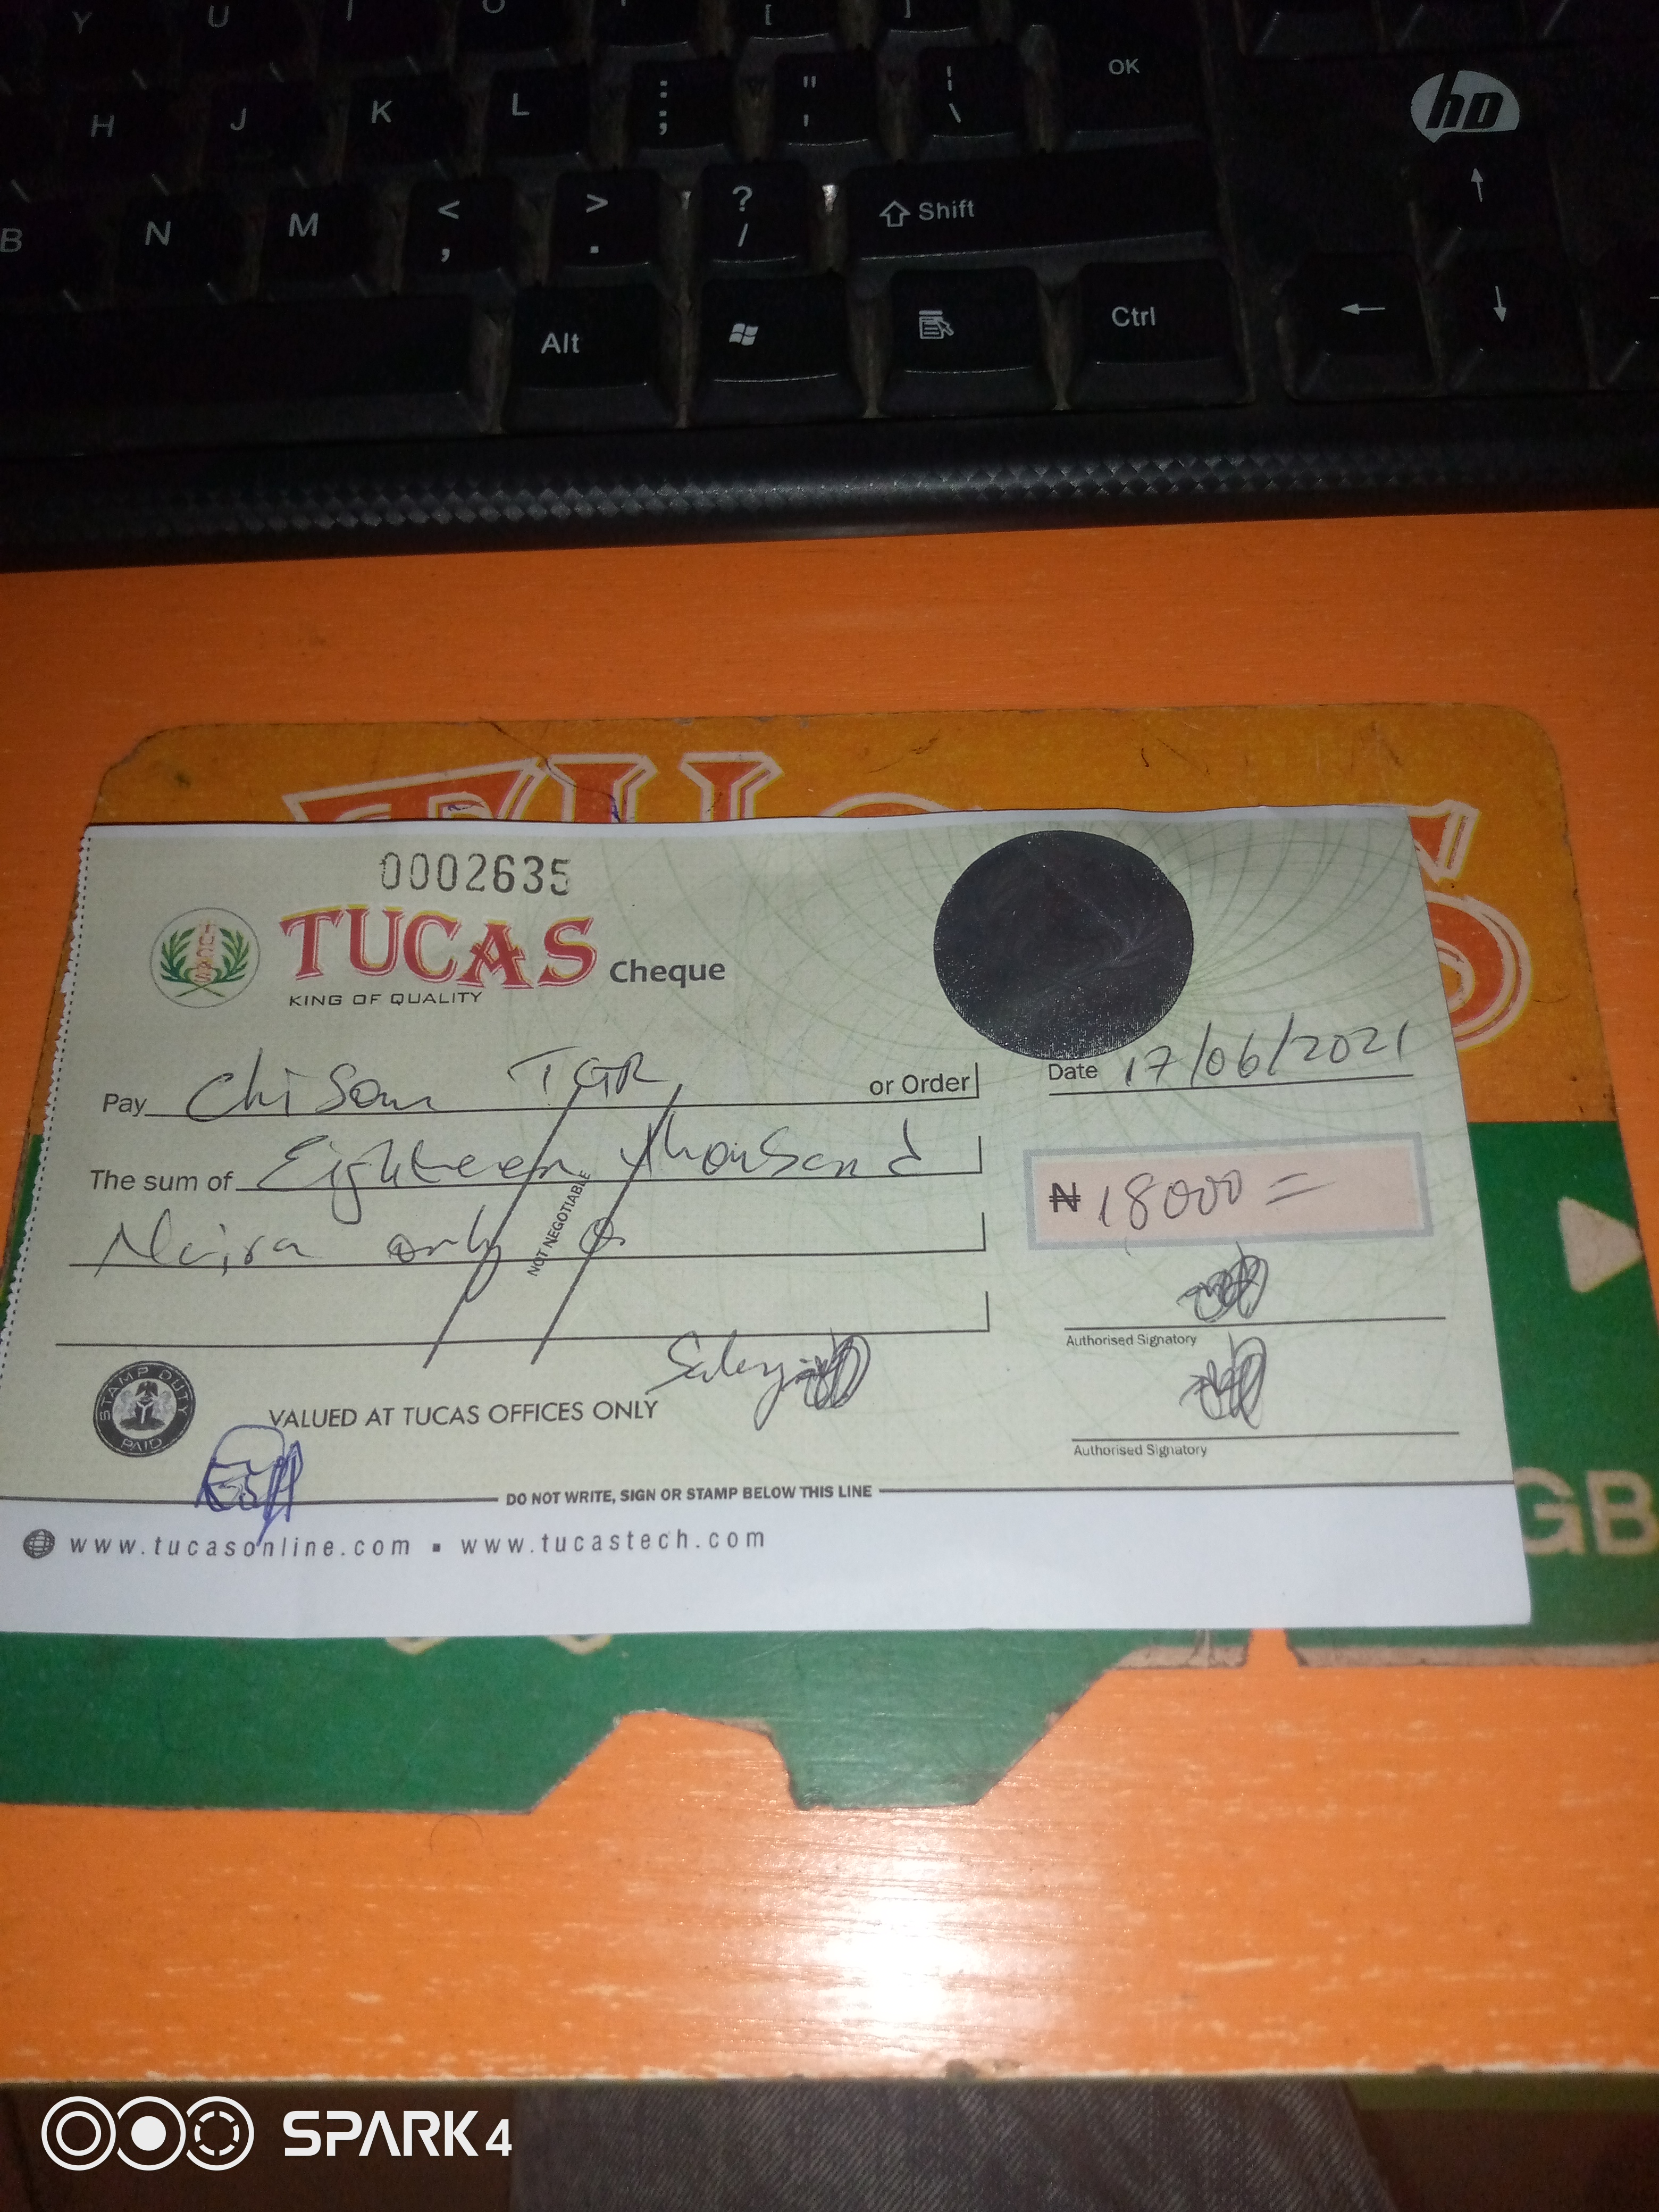 Y U I O [ ]
H J K L : ; " ' ¦ \ OK
hp
B N M < , > . ? / Shift
Alt Ctrl
0002635
TUCAS Cheque
KING OF QUALITY
Pay Chisom TGR or Order
Date 17/06/2021
The sum of Eighteen thousand
₦ 18000 =
Naira only
NOT NEGOTIABLE
Authorised Signatory
Salary
STAMP DUTY
PAID
VALUED AT TUCAS OFFICES ONLY
Authorised Signatory
DO NOT WRITE, SIGN OR STAMP BELOW THIS LINE
www.tucasonline.com ▪ www.tucastech.com
GB
SPARK 4